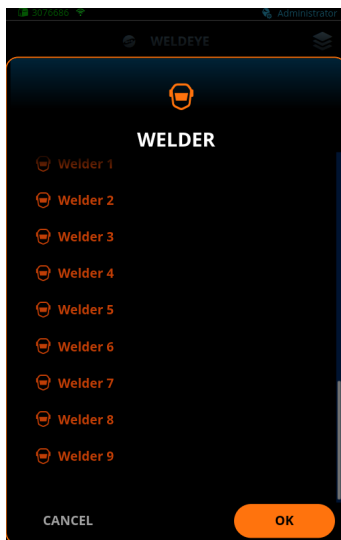 3076686 Administrator
WELDEYE
WELDER
Welder 1
Welder 2
Welder 3
Welder 4
Welder 5
Welder 6
Welder 7
Welder 8
Welder 9
CANCEL OK